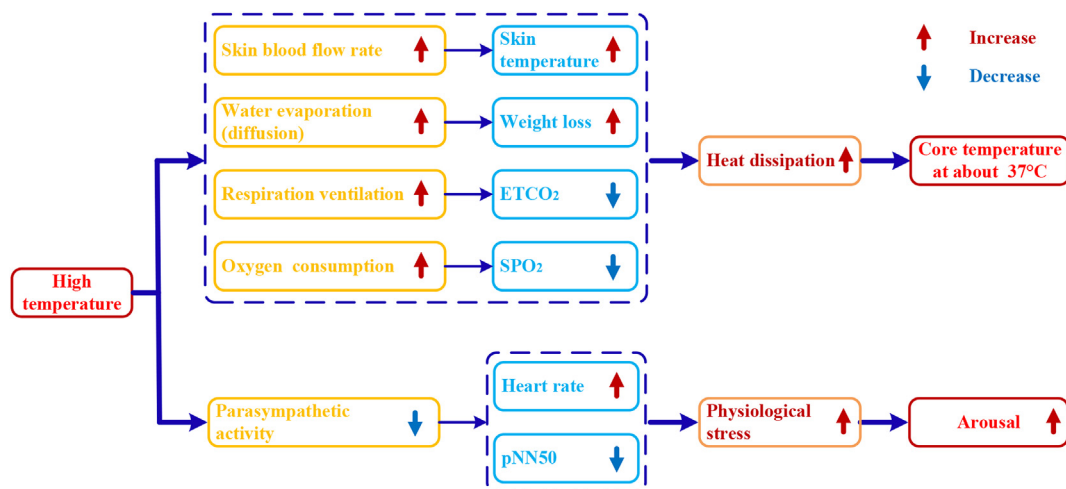 Skin blood flow rate
Skin
temperature
Increase
Decrease
Water evaporation
(diffusion)
Weight loss
Heat dissipation
Core temperature
at about 37°C
Respiration ventilation
ETCO₂
Oxygen consumption
SPO₂
High
temperature
Parasympathetic
activity
Heart rate
pNN50
Physiological
stress
Arousal